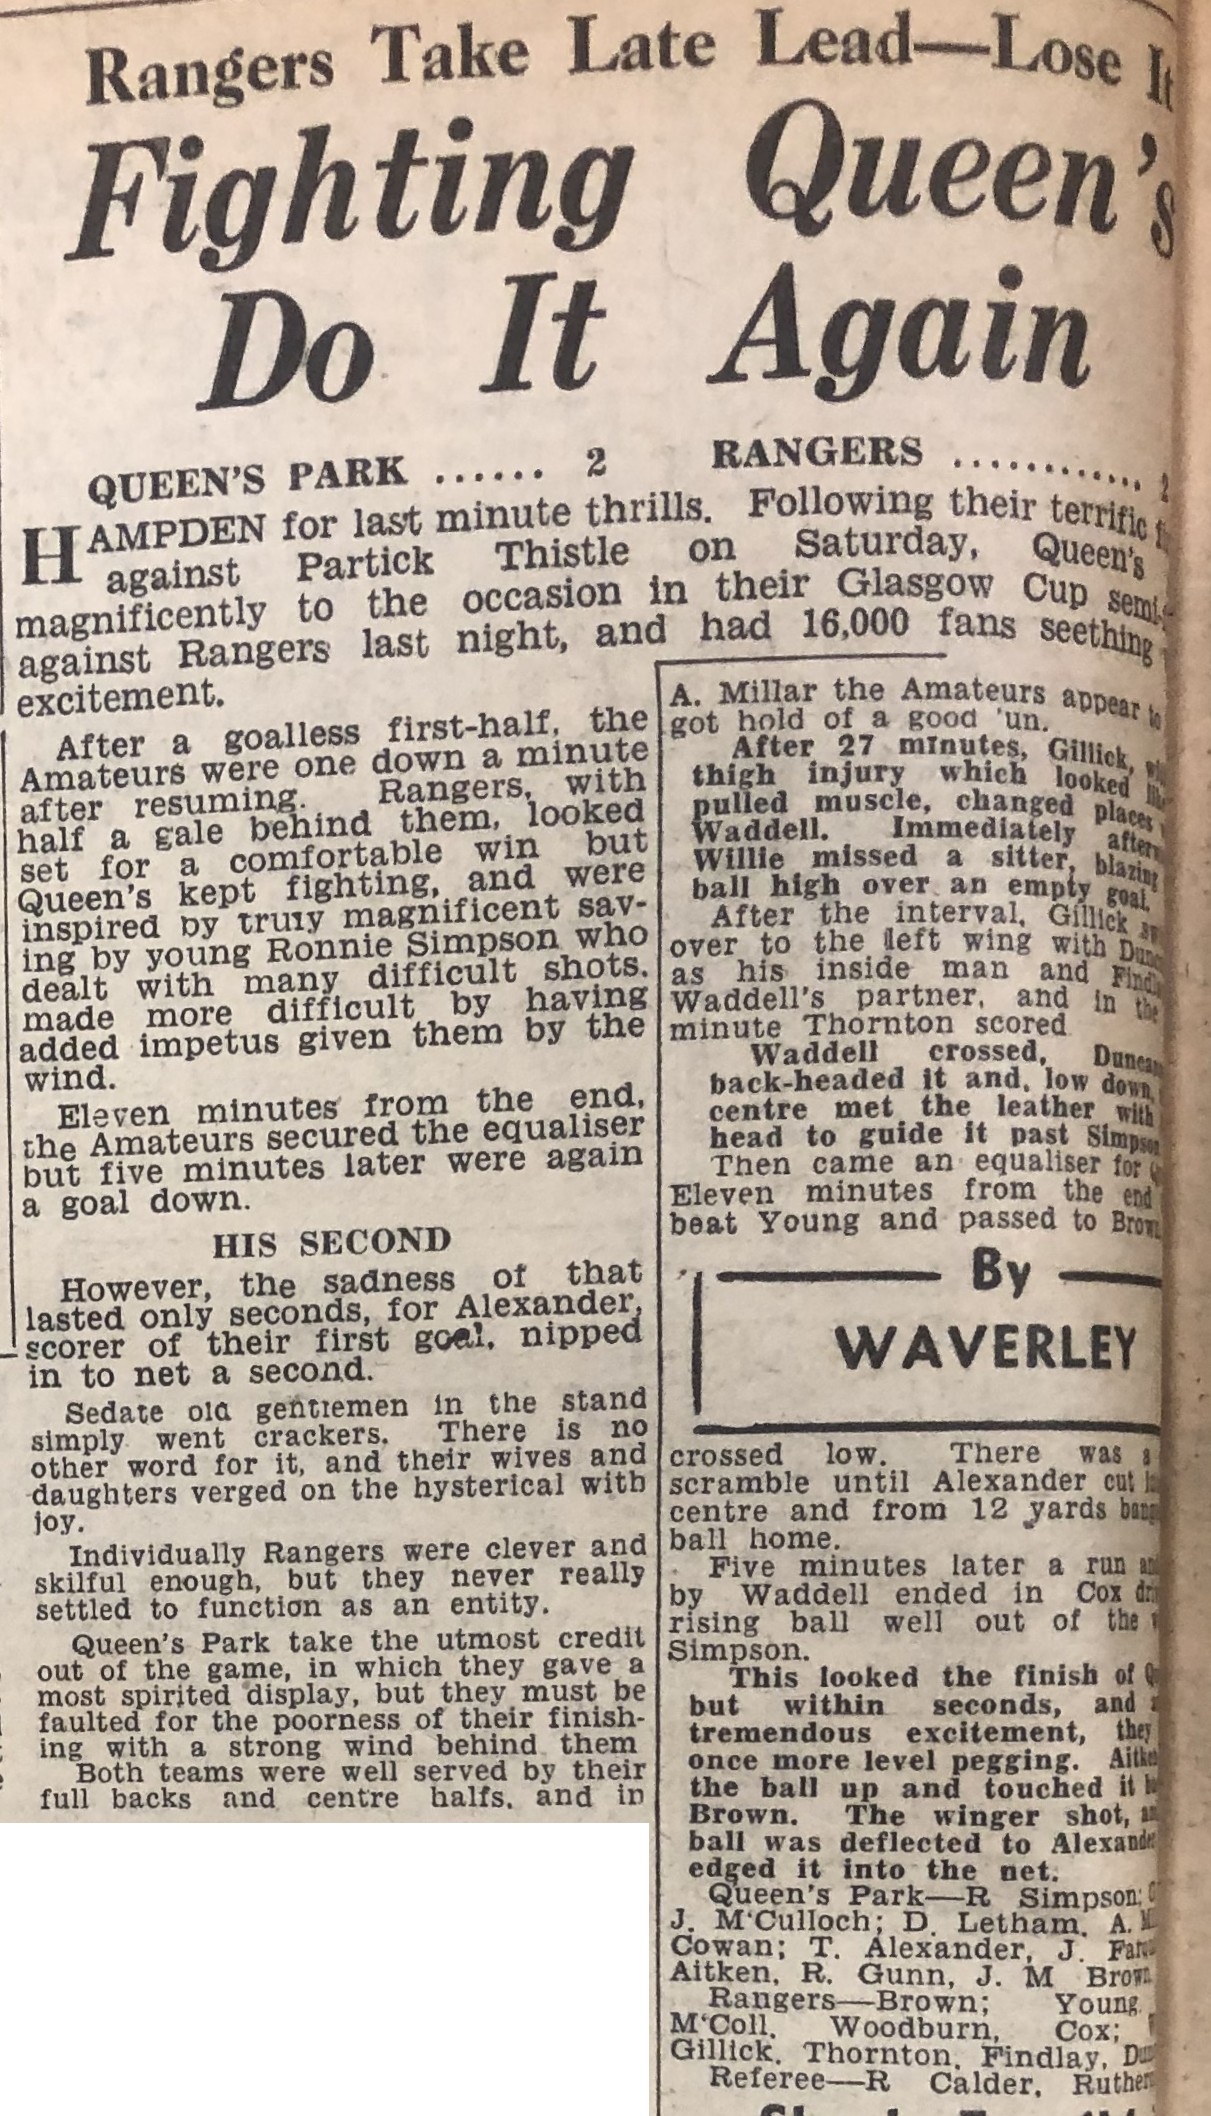 Rangers Take Late Lead—Lose It
Fighting Queen's
Do It Again
QUEEN'S PARK ...... 2 RANGERS ............ 2
HAMPDEN for last minute thrills. Following their terrific
against Partick Thistle on Saturday, Queen's
magnificently to the occasion in their Glasgow Cup semi-
against Rangers last night, and had 16,000 fans seething
excitement.
After a goalless first-half, the
Amateurs were one down a minute
after resuming. Rangers, with
half a gale behind them, looked
set for a comfortable win but
Queen's kept fighting, and were
inspired by truly magnificent sav-
ing by young Ronnie Simpson who
dealt with many difficult shots,
made more difficult by having
added impetus given them by the
wind.
Eleven minutes from the end,
the Amateurs secured the equaliser
but five minutes later were again
a goal down.
HIS SECOND
However, the sadness of that
lasted only seconds, for Alexander,
scorer of their first goal, nipped
in to net a second.
Sedate old gentlemen in the stand
simply went crackers. There is no
other word for it, and their wives and
daughters verged on the hysterical with
joy.
Individually Rangers were clever and
skilful enough, but they never really
settled to function as an entity.
Queen's Park take the utmost credit
out of the game, in which they gave a
most spirited display, but they must be
faulted for the poorness of their finish-
ing with a strong wind behind them
Both teams were well served by their
full backs and centre halfs, and in
A. Millar the Amateurs appear to
got hold of a good 'un.
After 27 minutes, Gillick,
thigh injury which looked like
pulled muscle, changed places
Waddell. Immediately
Willie missed a sitter, blazing
ball high over an empty goal.
After the interval, Gillick
over to the left wing with
as his inside man and
Waddell's partner, and in the
minute Thornton scored
Waddell crossed, Duncan
back-headed it and, low down,
centre met the leather with
head to guide it past Simpson
Then came an equaliser for
Eleven minutes from the end
beat Young and passed to Brown
By
WAVERLEY
crossed low. There was a
scramble until Alexander cut
centre and from 12 yards
ball home.
Five minutes later a run
by Waddell ended in Cox
rising ball well out of the
Simpson.
This looked the finish of
but within seconds, and
tremendous excitement, they
once more level pegging. Aitken
the ball up and touched it
Brown. The winger shot,
ball was deflected to Alexander
edged it into the net.
Queen's Park—R Simpson;
J. M'Culloch; D. Letham, A.
Cowan; T. Alexander, J.
Aitken, R. Gunn, J. M Brown
Rangers—Brown; Young
M'Coll, Woodburn, Cox;
Gillick, Thornton, Findlay,
Referee—R Calder,